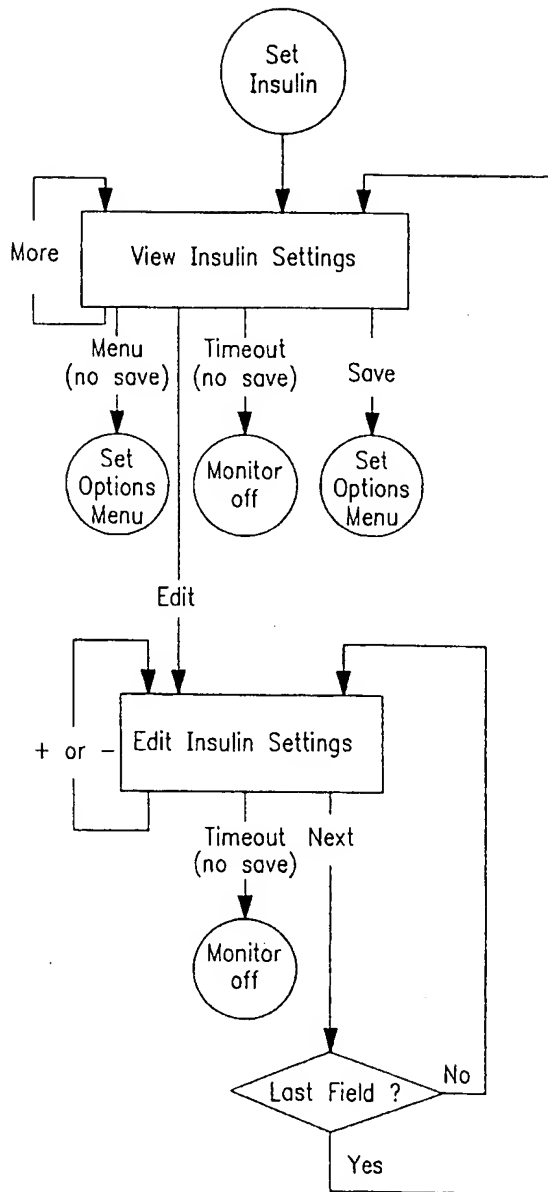 Set
Insulin
More
View Insulin Settings
Menu
(no save)
Timeout
(no save)
Save
Set
Options
Menu
Monitor
off
Set
Options
Menu
Edit
+ or -
Edit Insulin Settings
Timeout
(no save)
Next
Monitor
off
Last Field ?
No
Yes